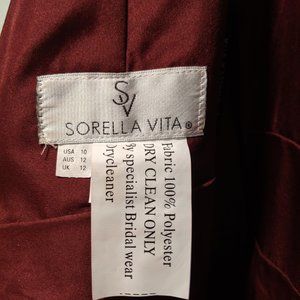 SV
SORELLA VITA®
USA 10
AUS 12
UK 12
Fabric 100% Polyester
DRY CLEAN ONLY
By specialist Bridal wear
Drycleaner